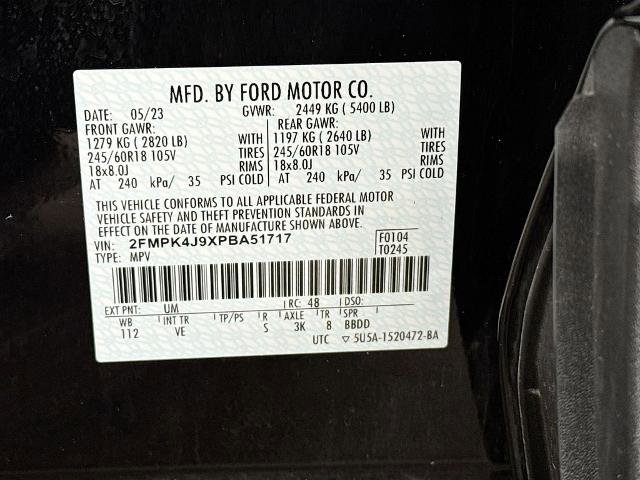 MFD. BY FORD MOTOR CO.
DATE: 05/23 GVWR: 2449 KG ( 5400 LB)
FRONT GAWR: REAR GAWR:
1279 KG ( 2820 LB) WITH 1197 KG ( 2640 LB) WITH
245/60R18 105V TIRES 245/60R18 105V TIRES
18x8.0J RIMS 18x8.0J RIMS
AT 240 kPa/ 35 PSI COLD AT 240 kPa/ 35 PSI COLD
THIS VEHICLE CONFORMS TO ALL APPLICABLE FEDERAL MOTOR
VEHICLE SAFETY AND THEFT PREVENTION STANDARDS IN
EFFECT ON THE DATE OF MANUFACTURE SHOWN ABOVE.
VIN: 2FMPK4J9XPBA51717 F0104
TYPE: MPV T0245
EXT PNT: UM RC: 48 DSO:
WB INT TR TP/PS R AXLE TR SPR
112 VE S 3K 8 BBDD
UTC ▽ 5U5A-1520472-BA